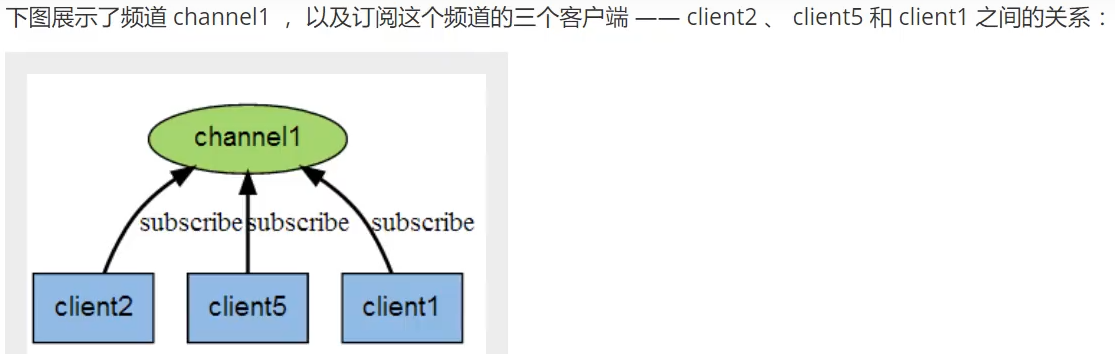 下图展示了频道 channel1 ，以及订阅这个频道的三个客户端 —— client2 、 client5 和 client1 之间的关系：
channel1
subscribe subscribe subscribe
client2 client5 client1